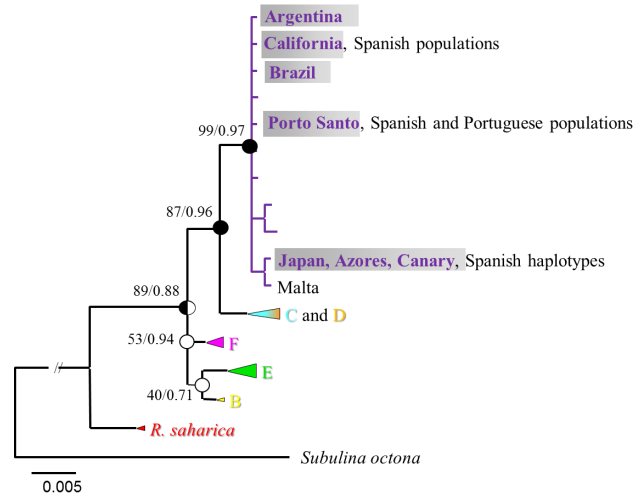 Argentina
California, Spanish populations
Brazil
Porto Santo, Spanish and Portuguese populations
99/0.97
87/0.96
Japan, Azores, Canary, Spanish haplotypes
Malta
89/0.88
C and D
53/0.94
F
E
40/0.71
B
//
R. saharica
Subulina octona
0.005